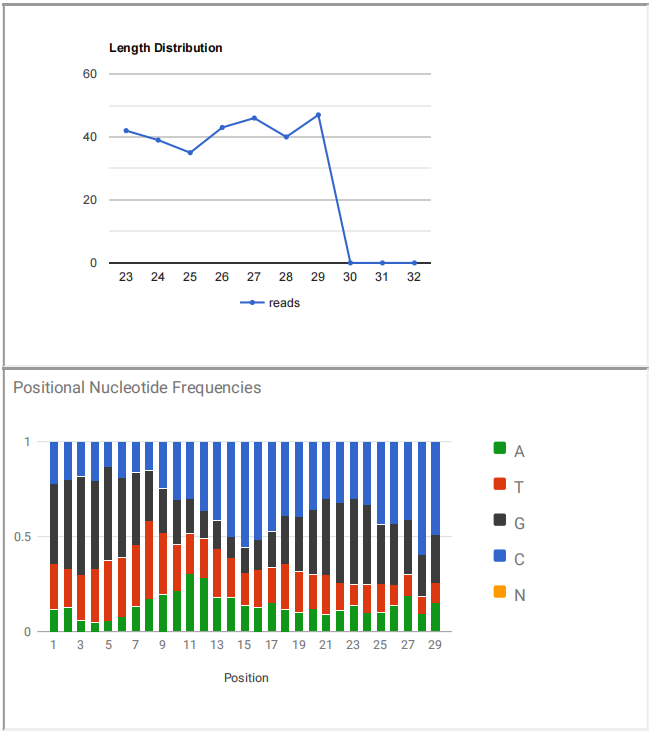 Length Distribution
60
40
20
0
23 24 25 26 27 28 29 30 31 32
reads
Positional Nucleotide Frequencies
1
0.5
0
1 3 5 7 9 11 13 15 17 19 21 23 25 27 29
Position
A
T
G
C
N